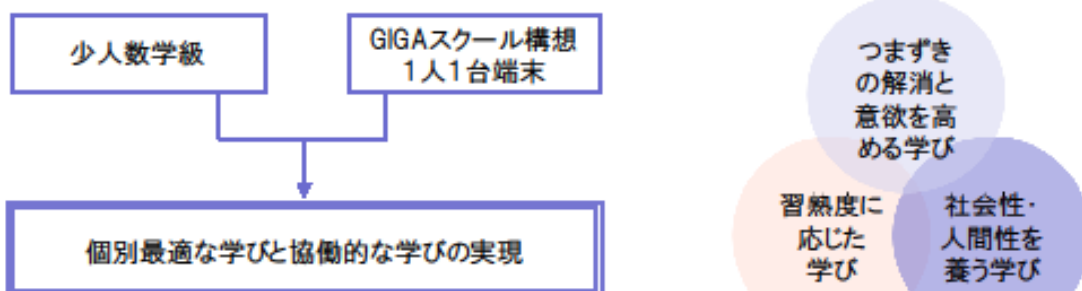 少人数学級
GIGAスクール構想
1人1台端末
個別最適な学びと協働的な学びの実現
つまずき
の解消と
意欲を高
める学び
習熟度に
応じた
学び
社会性・
人間性を
養う学び